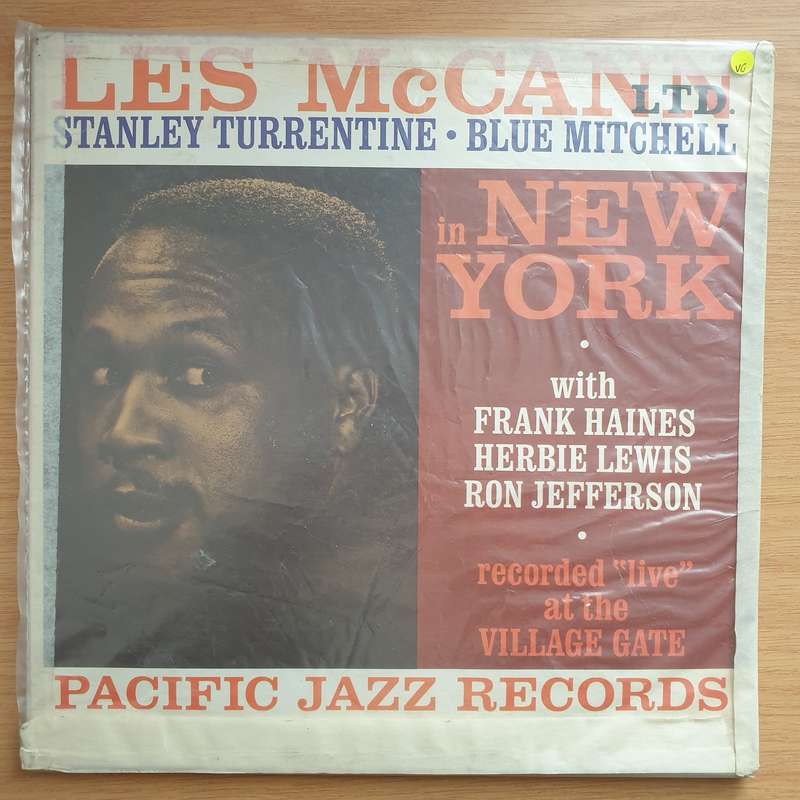 LES McCANN
LTD.
STANLEY TURRENTINE • BLUE MITCHELL
in NEW
YORK
•
with
FRANK HAINES
HERBIE LEWIS
RON JEFFERSON
•
recorded "live"
at the
VILLAGE GATE
PACIFIC JAZZ RECORDS
VG